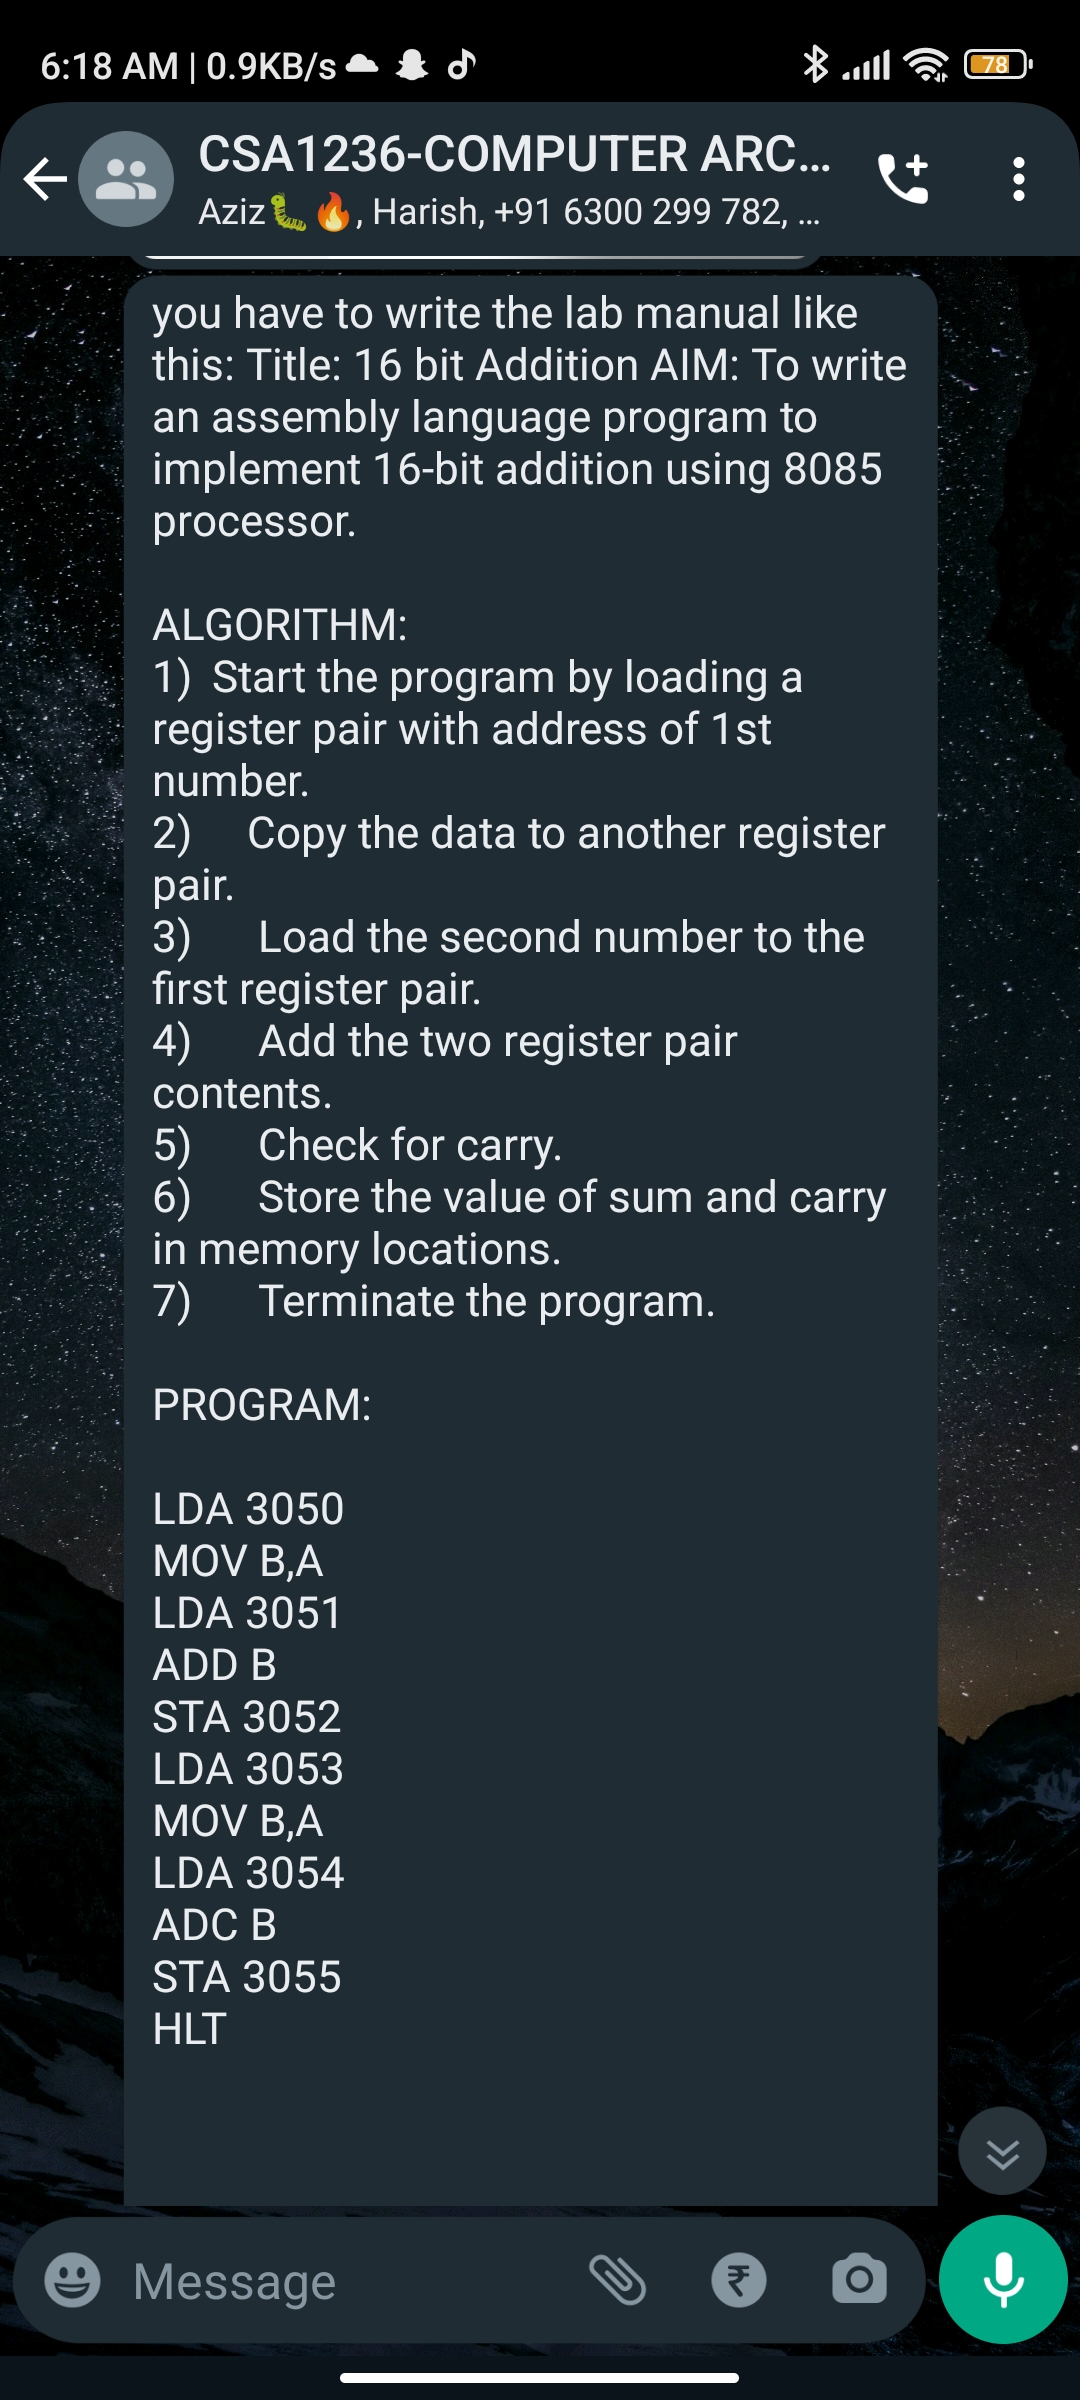 6:18 AM | 0.9KB/s
78
CSA1236-COMPUTER ARC...
Aziz🐛🔥, Harish, +91 6300 299 782, ...
you have to write the lab manual like
this: Title: 16 bit Addition AIM: To write
an assembly language program to
implement 16-bit addition using 8085
processor.
ALGORITHM:
1)  Start the program by loading a
register pair with address of 1st
number.
2)     Copy the data to another register
pair.
3)      Load the second number to the
first register pair.
4)      Add the two register pair
contents.
5)      Check for carry.
6)      Store the value of sum and carry
in memory locations.
7)      Terminate the program.
PROGRAM:
LDA 3050
MOV B,A
LDA 3051
ADD B
STA 3052
LDA 3053
MOV B,A
LDA 3054
ADC B
STA 3055
HLT
Message